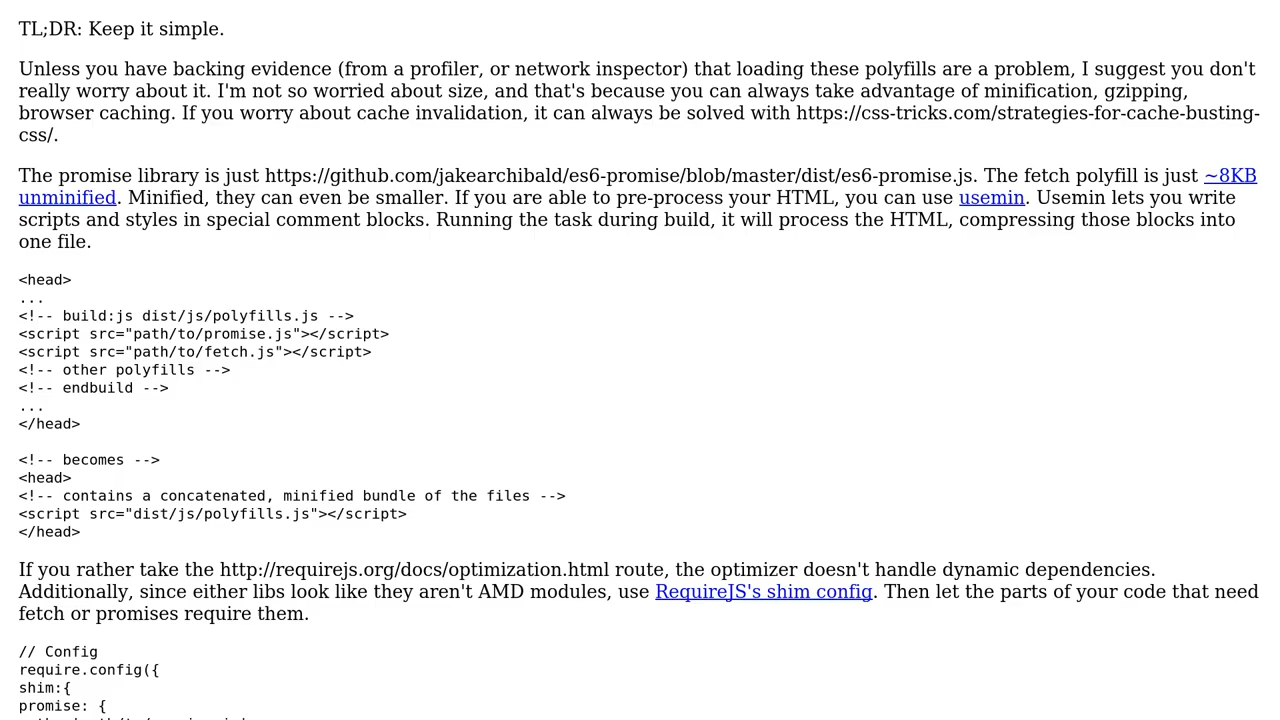 TL;DR: Keep it simple.
Unless you have backing evidence (from a profiler, or network inspector) that loading these polyfills are a problem, I suggest you don't
really worry about it. I'm not so worried about size, and that's because you can always take advantage of minification, gzipping,
browser caching. If you worry about cache invalidation, it can always be solved with https://css-tricks.com/strategies-for-cache-busting-
css/.
The promise library is just https://github.com/jakearchibald/es6-promise/blob/master/dist/es6-promise.js. The fetch polyfill is just ~8KB
unminified. Minified, they can even be smaller. If you are able to pre-process your HTML, you can use usemin. Usemin lets you write
scripts and styles in special comment blocks. Running the task during build, it will process the HTML, compressing those blocks into
one file.
<head>
...
<!-- build:js dist/js/polyfills.js -->
<script src="path/to/promise.js"></script>
<script src="path/to/fetch.js"></script>
<!-- other polyfills -->
<!-- endbuild -->
...
</head>
<!-- becomes -->
<head>
<!-- contains a concatenated, minified bundle of the files -->
<script src="dist/js/polyfills.js"></script>
</head>
If you rather take the http://requirejs.org/docs/optimization.html route, the optimizer doesn't handle dynamic dependencies.
Additionally, since either libs look like they aren't AMD modules, use RequireJS's shim config. Then let the parts of your code that need
fetch or promises require them.
// Config
require.config({
shim:{
promise: {